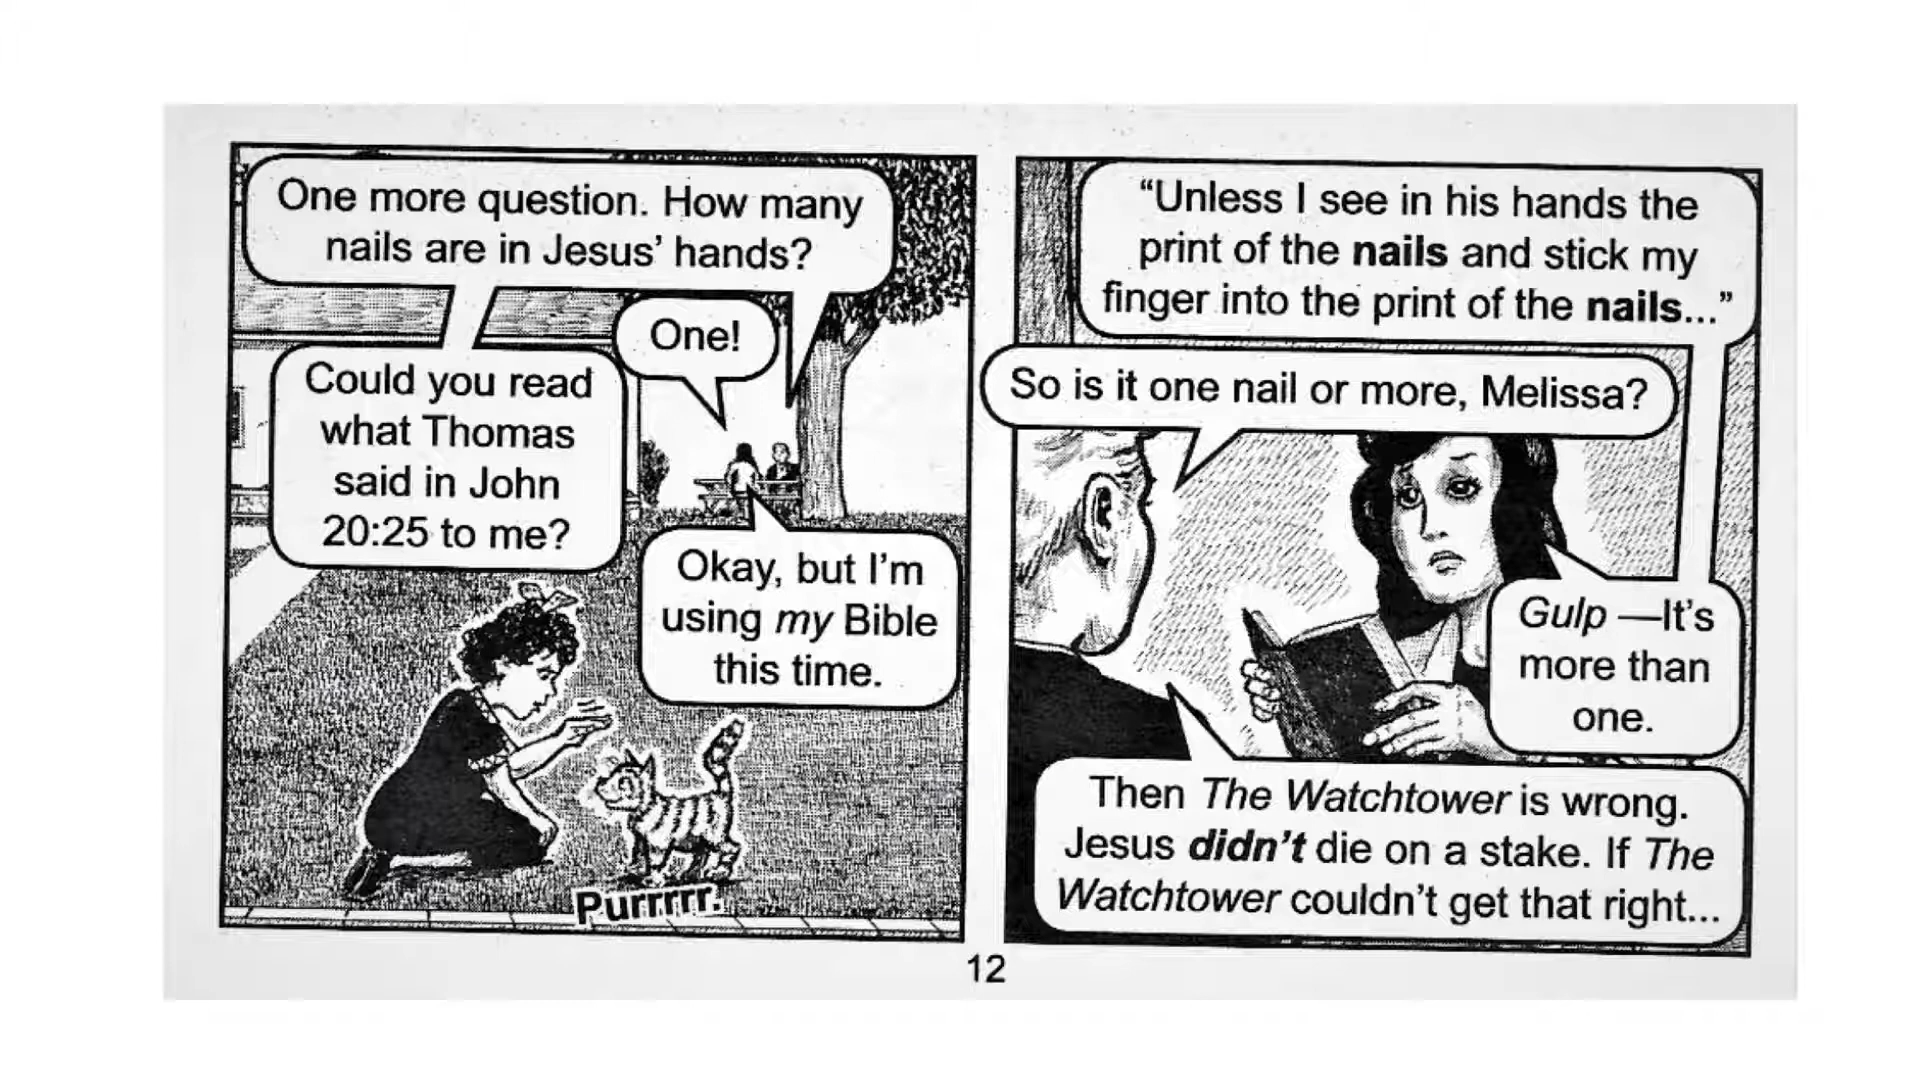 One more question. How many
nails are in Jesus' hands?
One!
Could you read
what Thomas
said in John
20:25 to me?
Okay, but I'm
using my Bible
this time.
Purrrrr.
"Unless I see in his hands the
print of the nails and stick my
finger into the print of the nails..."
So is it one nail or more, Melissa?
Gulp —It's
more than
one.
Then The Watchtower is wrong.
Jesus didn't die on a stake. If The
Watchtower couldn't get that right...
12